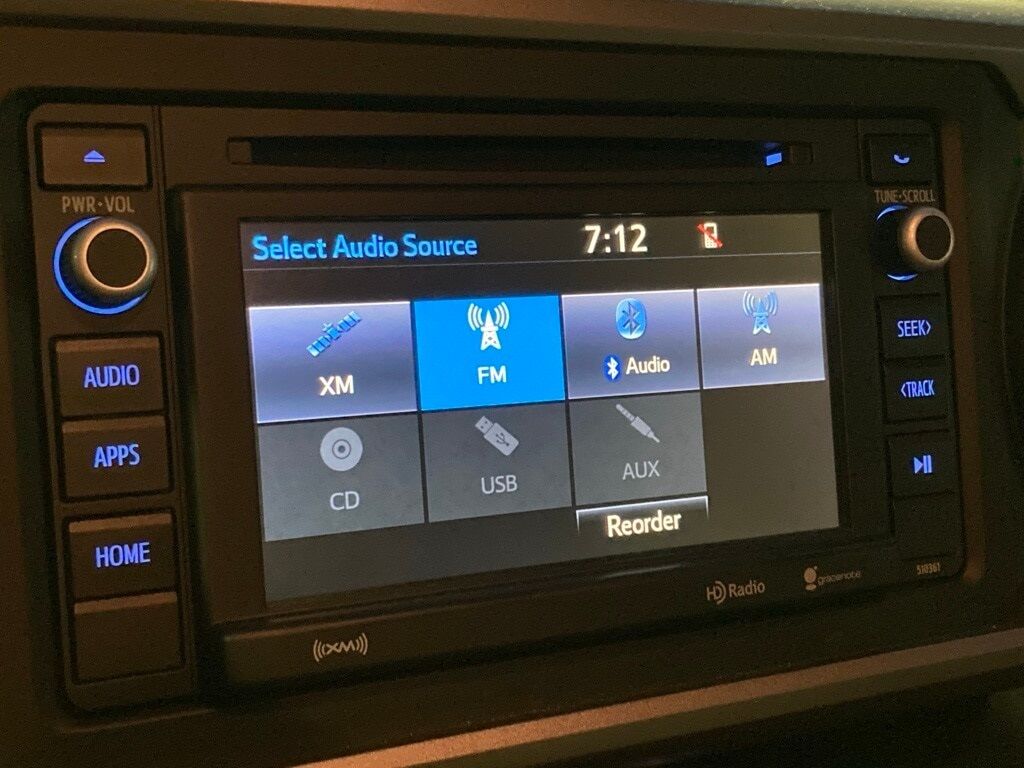 PWR•VOL
TUNE•SCROLL
Select Audio Source
7:12
XM
FM
Audio
AM
CD
USB
AUX
Reorder
AUDIO
APPS
HOME
SEEK>
<TRACK
((XM))
HD Radio
gracenote
510361